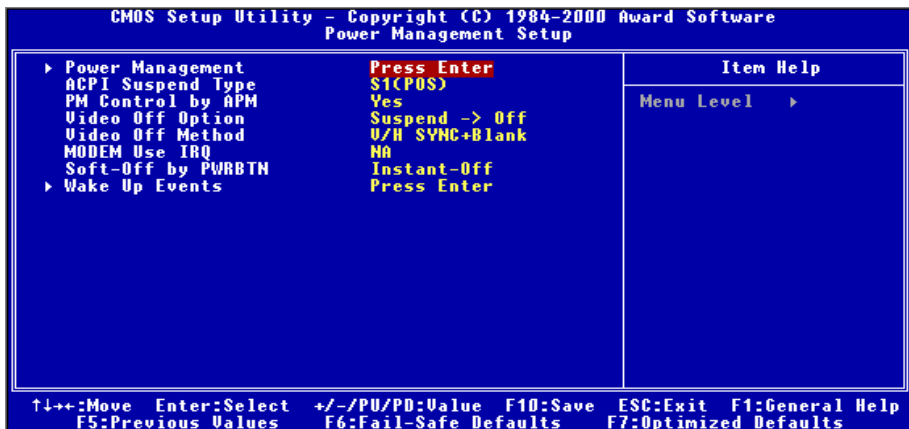 CMOS Setup Utility - Copyright (C) 1984-2000 Award Software
Power Management Setup
▸ Power Management Press Enter
ACPI Suspend Type S1(POS)
PM Control by APM Yes
Video Off Option Suspend -> Off
Video Off Method V/H SYNC+Blank
MODEM Use IRQ NA
Soft-Off by PWRBTN Instant-Off
▸ Wake Up Events Press Enter
Item Help
Menu Level ▸
↑↓→←:Move Enter:Select +/-/PU/PD:Value F10:Save ESC:Exit F1:General Help
F5:Previous Values F6:Fail-Safe Defaults F7:Optimized Defaults